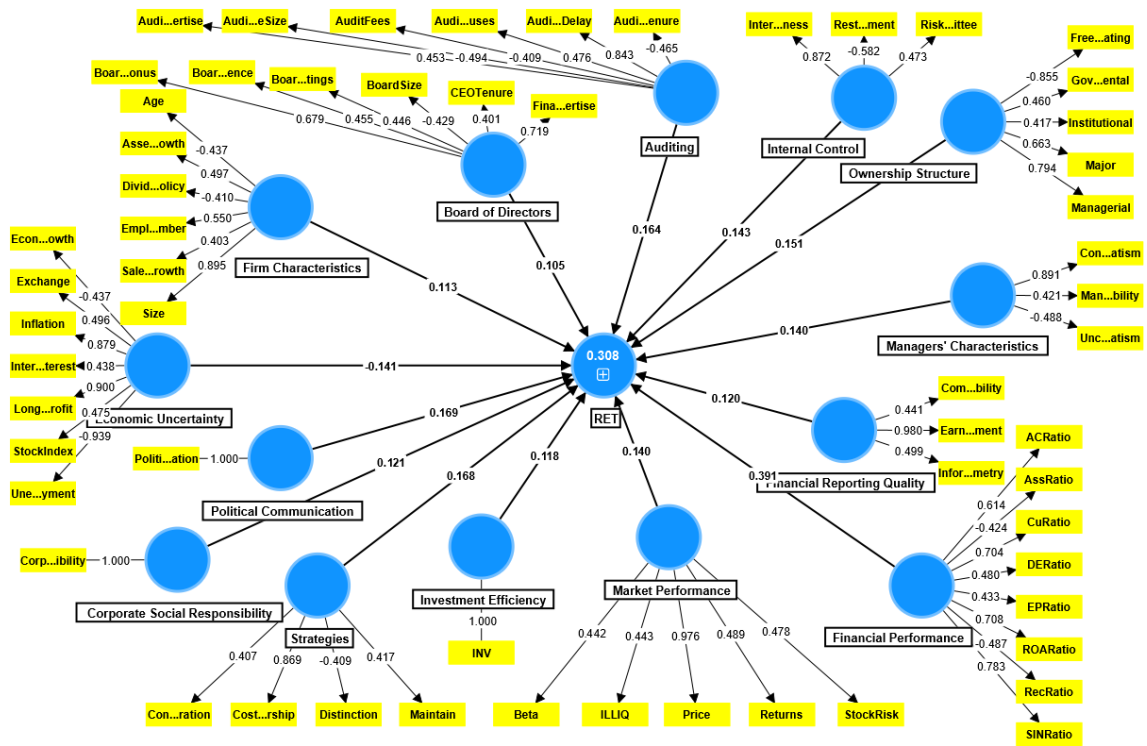 Audi...ertise
Audi...eSize
AuditFees
Audi...uses
Audi...Delay
Audi...enure
0.453
-0.494
-0.409
0.476
0.843
-0.465
Auditing
Inter...ness
Rest...ment
Risk...ittee
0.872
-0.582
0.473
Internal Control
Free...ating
Gov...ental
Institutional
Major
Managerial
-0.855
0.460
0.417
0.663
0.794
Ownership Structure
Boar...onus
Boar...ence
Boar...tings
BoardSize
CEOTenure
Fina...ertise
0.679
0.455
0.446
-0.429
0.401
0.719
Board of Directors
Age
Asse...owth
Divid...olicy
Empl...mber
Sale...rowth
Size
-0.437
0.497
-0.410
0.550
0.403
0.895
Firm Characteristics
Econ...owth
Exchange
Inflation
Inter...terest
Long...rofit
StockIndex
Une...yment
-0.437
0.496
0.879
0.438
0.900
0.475
-0.939
Economic Uncertainty
Con...atism
Man...bility
Unc...atism
0.891
0.421
-0.488
Managers' Characteristics
0.164
0.143
0.151
0.105
0.113
0.140
-0.141
0.308
RET
0.169
0.121
0.168
0.118
0.140
0.120
0.391
Politi...ation
1.000
Political Communication
Corp...ibility
1.000
Corporate Social Responsibility
Strategies
0.407
0.869
-0.409
0.417
Con...ration
Cost...rship
Distinction
Maintain
Investment Efficiency
1.000
INV
Market Performance
0.442
0.443
0.976
0.489
0.478
Beta
ILLIQ
Price
Returns
StockRisk
Com...bility
Earn...ment
Infor...metry
0.441
0.980
0.499
Financial Reporting Quality
ACRatio
AssRatio
CuRatio
DERatio
EPRatio
ROARatio
RecRatio
SINRatio
0.614
-0.424
0.704
0.480
0.433
0.708
-0.487
0.783
Financial Performance